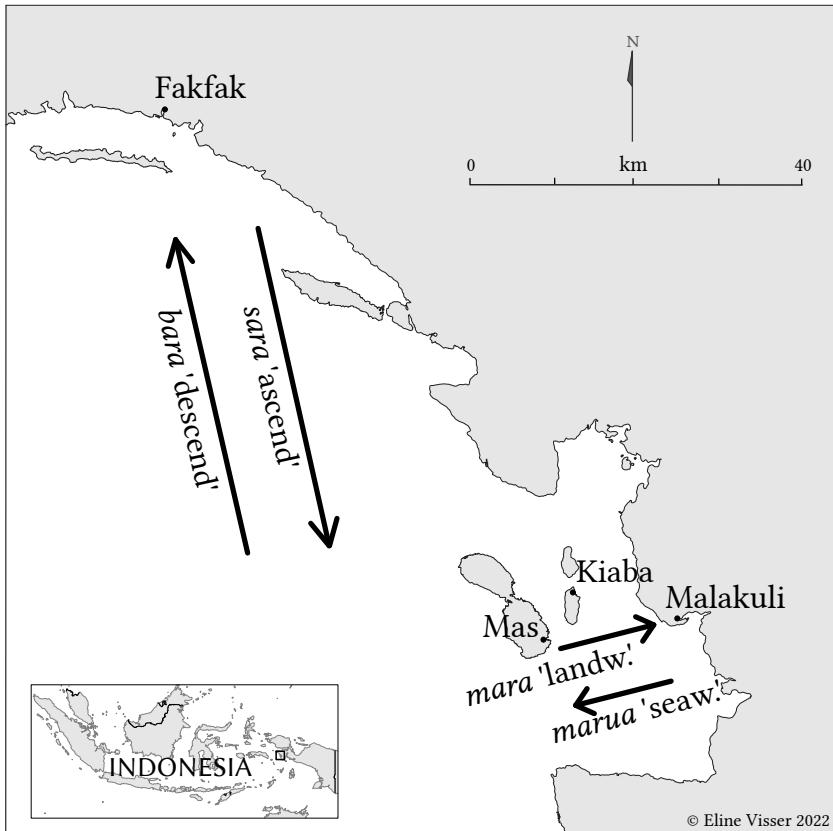 Fakfak
N
0 km 40
bara 'descend'
sara 'ascend'
Kiaba
Malakuli
Mas
mara 'landw.'
marua 'seaw.'
INDONESIA
© Eline Visser 2022